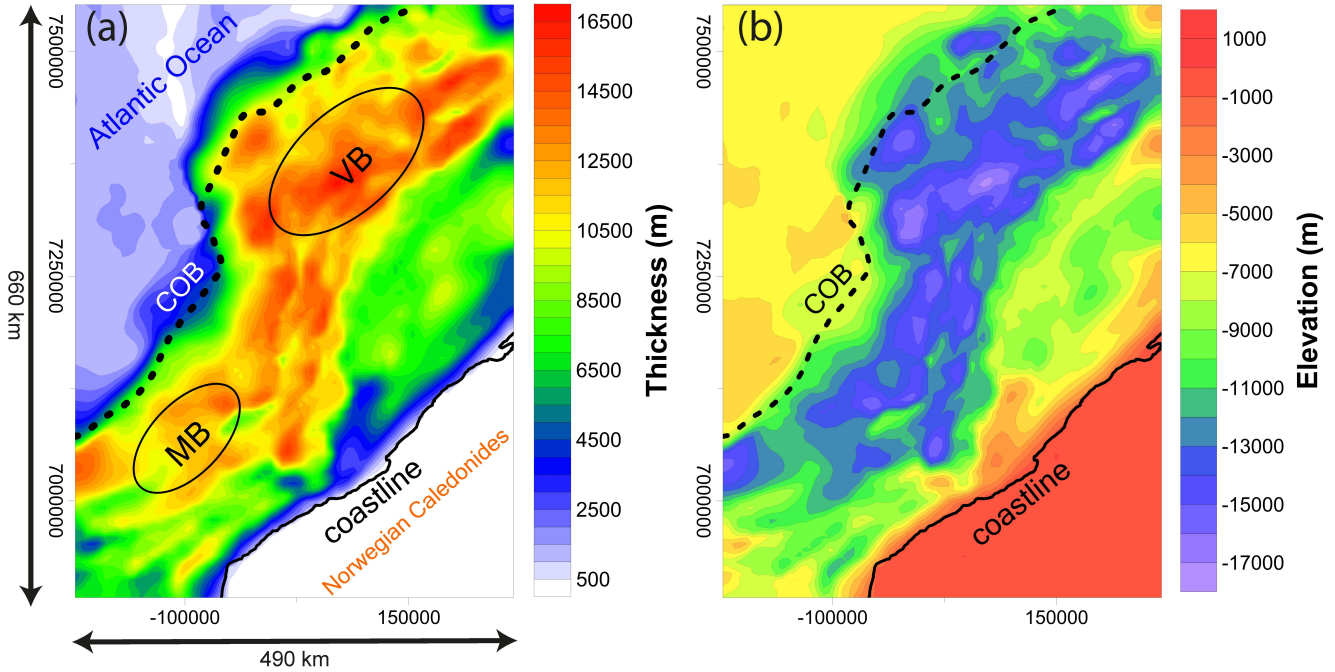 (a)
Atlantic Ocean
VB
COB
MB
coastline
Norwegian Caledonides
7500000
7250000
7000000
-100000
150000
660 km
490 km
16500
14500
12500
10500
8500
6500
4500
2500
500
Thickness (m)
(b)
COB
coastline
7500000
7250000
7000000
-100000
150000
1000
-1000
-3000
-5000
-7000
-9000
-11000
-13000
-15000
-17000
Elevation (m)